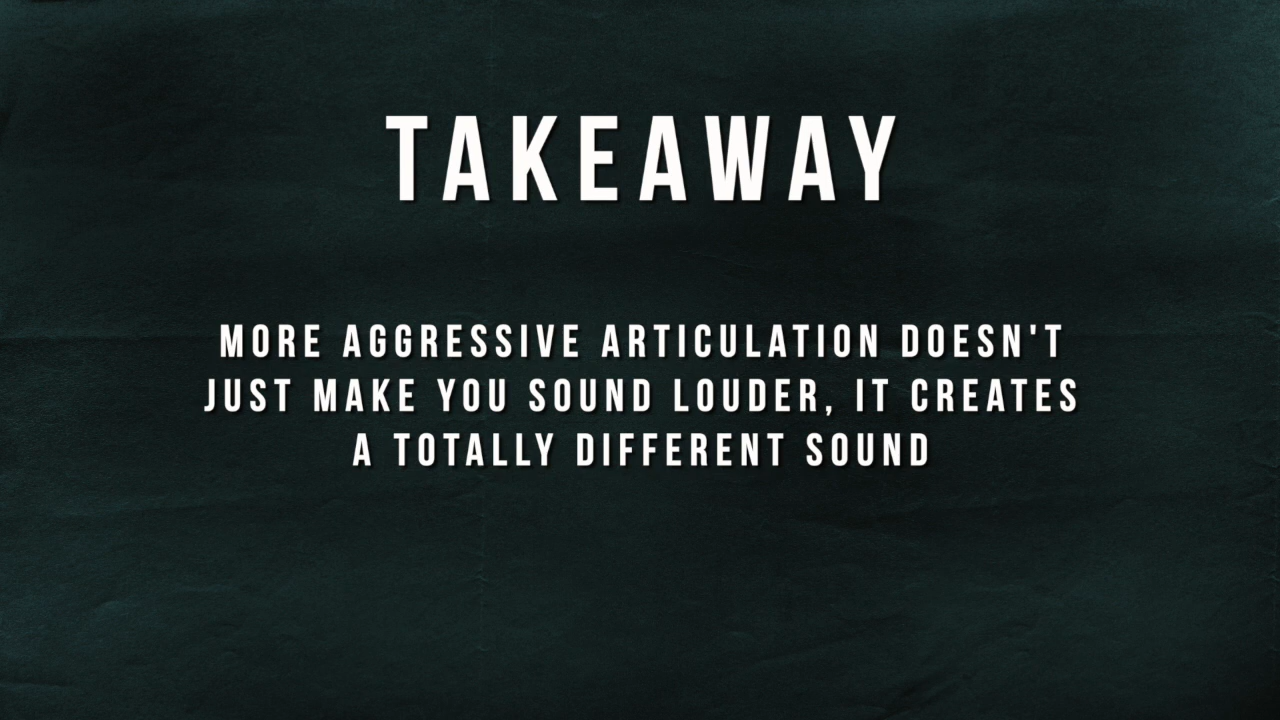 TAKEAWAY
MORE AGGRESSIVE ARTICULATION DOESN'T
JUST MAKE YOU SOUND LOUDER, IT CREATES
A TOTALLY DIFFERENT SOUND